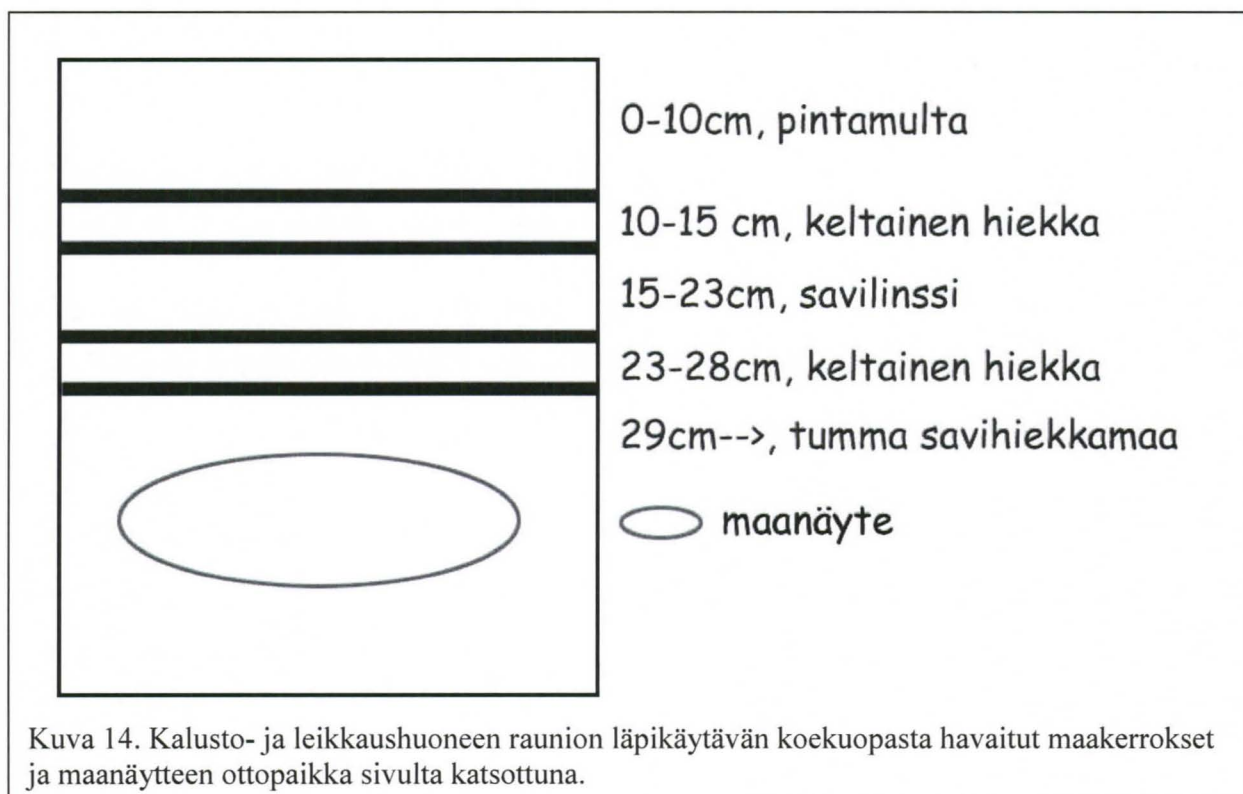 0-10cm, pintamulta
10-15 cm, keltainen hiekka
15-23cm, savilinssi
23-28cm, keltainen hiekka
29cm-->, tumma savihiekkamaa
maanäyte
Kuva 14. Kalusto- ja leikkaushuoneen raunion läpikäytävän koekuopasta havaitut maakerrokset
ja maanäytteen ottopaikka sivulta katsottuna.